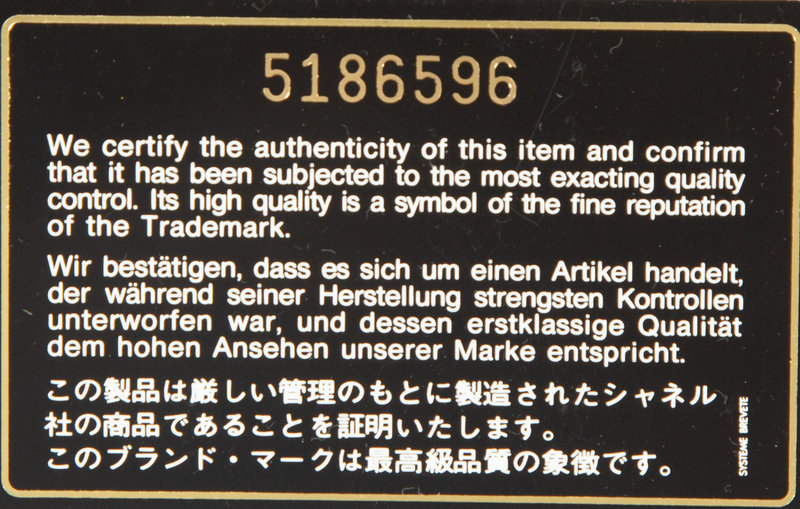 5186596
We certify the authenticity of this item and confirm
that it has been subjected to the most exacting quality
control. Its high quality is a symbol of the fine reputation
of the Trademark.
Wir bestätigen, dass es sich um einen Artikel handelt,
der während seiner Herstellung strengsten Kontrollen
unterworfen war, und dessen erstklassige Qualität
dem hohen Ansehen unserer Marke entspricht.
この製品は厳しい管理のもとに製造されたシャネル
社の商品であることを証明いたします。
このブランド・マークは最高級品質の象徴です。
SYSTEME BREVETE